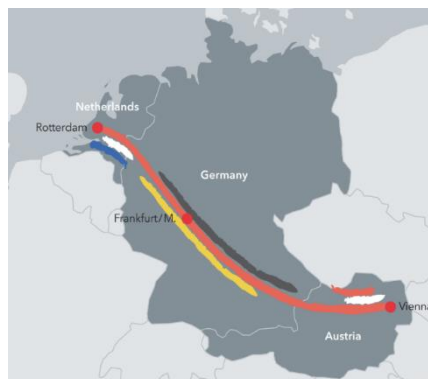 Netherlands
Rotterdam
Germany
Frankfurt/M.
Vienna
Austria